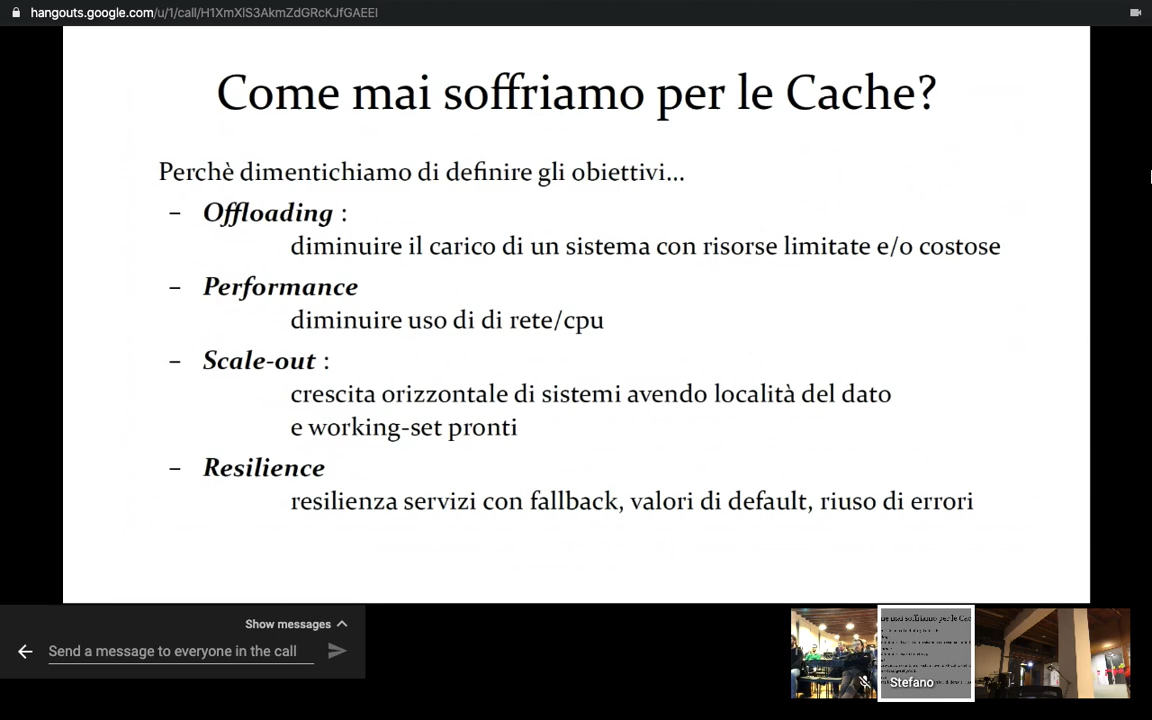 hangouts.google.com/u/1/call/H1XmXlS3AkmZdGRcKJfGAEEI
Come mai soffriamo per le Cache?
Perchè dimentichiamo di definire gli obiettivi...
– Offloading :
diminuire il carico di un sistema con risorse limitate e/o costose
– Performance
diminuire uso di di rete/cpu
– Scale-out :
crescita orizzontale di sistemi avendo località del dato
e working-set pronti
– Resilience
resilienza servizi con fallback, valori di default, riuso di errori
Show messages
Send a message to everyone in the call
Stefano